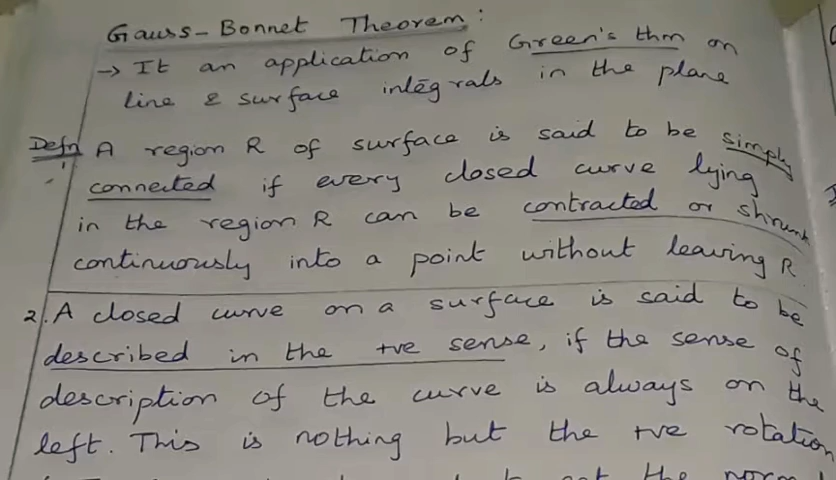 Gauss-Bonnet Theorem:
→ It an application of Green's thm on
line & surface integrals in the plane
Defn
1. A region R of surface is said to be simply
connected if every closed curve lying
in the region R can be contracted or shrunk
continuously into a point without leaving R.
2. A closed curve on a surface is said to be
described in the +ve sense, if the sense of
description of the curve is always on the
left. This is nothing but the +ve rotation
the